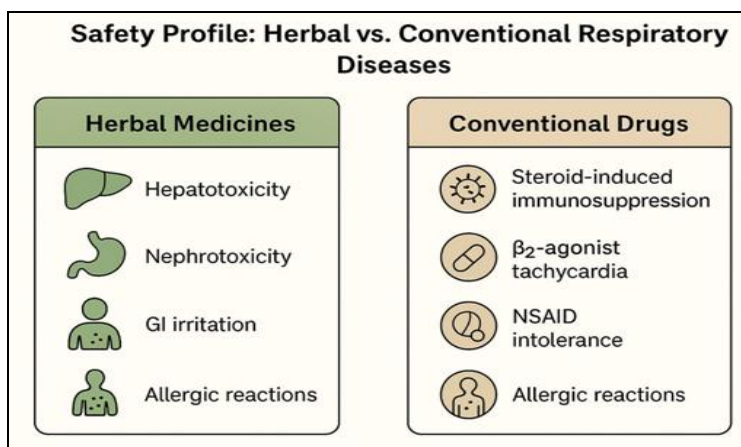 Safety Profile: Herbal vs. Conventional Respiratory
Diseases
Herbal Medicines
Hepatotoxicity
Nephrotoxicity
GI irritation
Allergic reactions
Conventional Drugs
Steroid-induced
immunosuppression
β₂-agonist
tachycardia
NSAID
intolerance
Allergic reactions